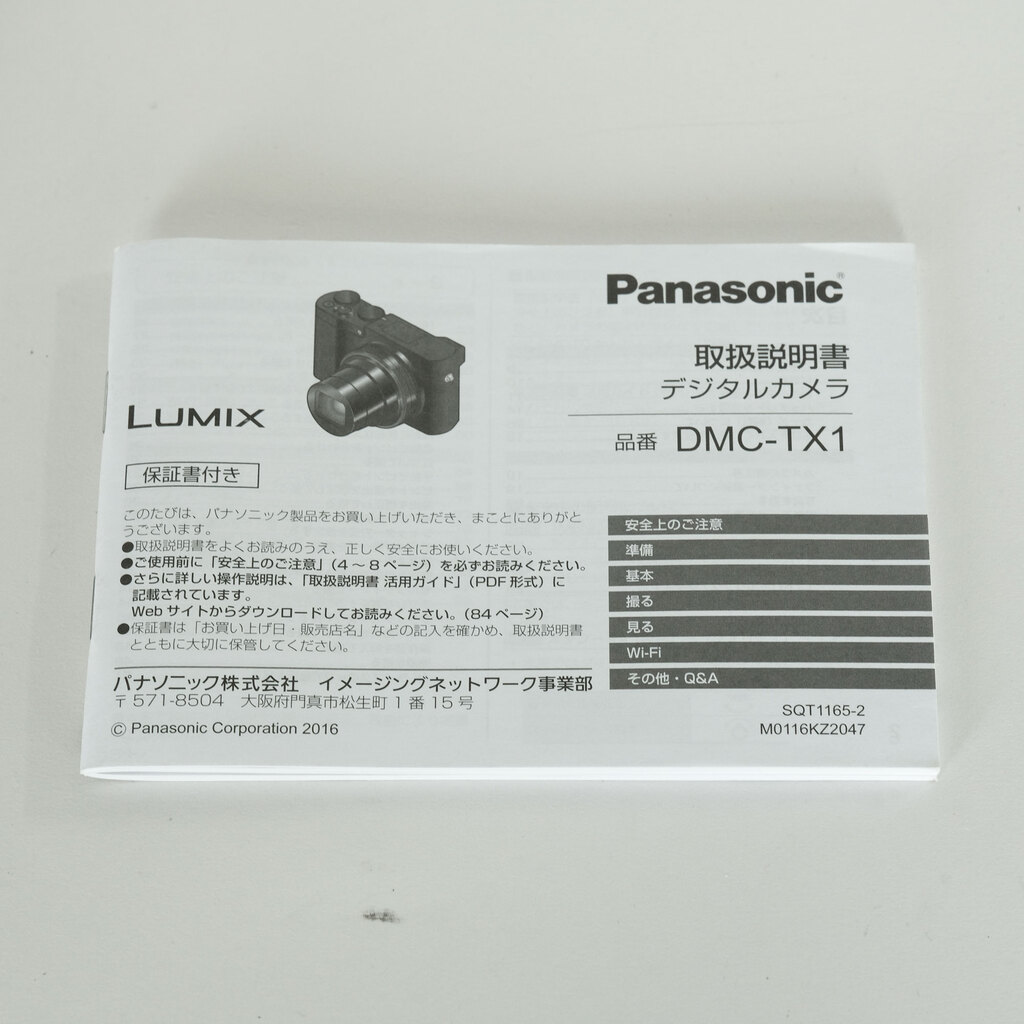 Panasonic®
取扱説明書
デジタルカメラ
品番 DMC-TX1
LUMIX
保証書付き
このたびは、パナソニック製品をお買い上げいただき、まことにありがと
うございます。
●取扱説明書をよくお読みのうえ、正しく安全にお使いください。
●ご使用前に「安全上のご注意」(4～8ページ)を必ずお読みください。
●さらに詳しい操作説明は、「取扱説明書 活用ガイド」(PDF形式)に
記載されています。
Webサイトからダウンロードしてお読みください。(84ページ)
●保証書は「お買い上げ日・販売店名」などの記入を確かめ、取扱説明書
とともに大切に保管してください。
パナソニック株式会社 イメージングネットワーク事業部
〒571-8504 大阪府門真市松生町1番15号
© Panasonic Corporation 2016
安全上のご注意
準備
基本
撮る
見る
Wi-Fi
その他・Q&A
SQT1165-2
M0116KZ2047